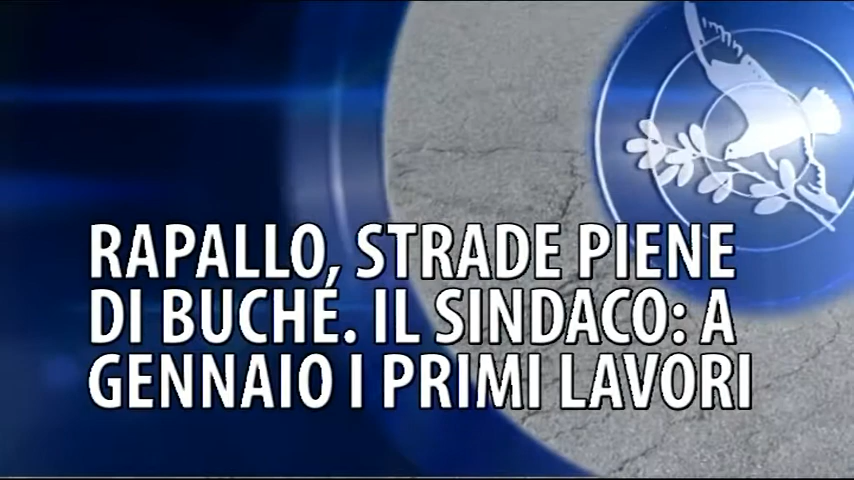 RAPALLO, STRADE PIENE
DI BUCHE. IL SINDACO: A
GENNAIO I PRIMI LAVORI